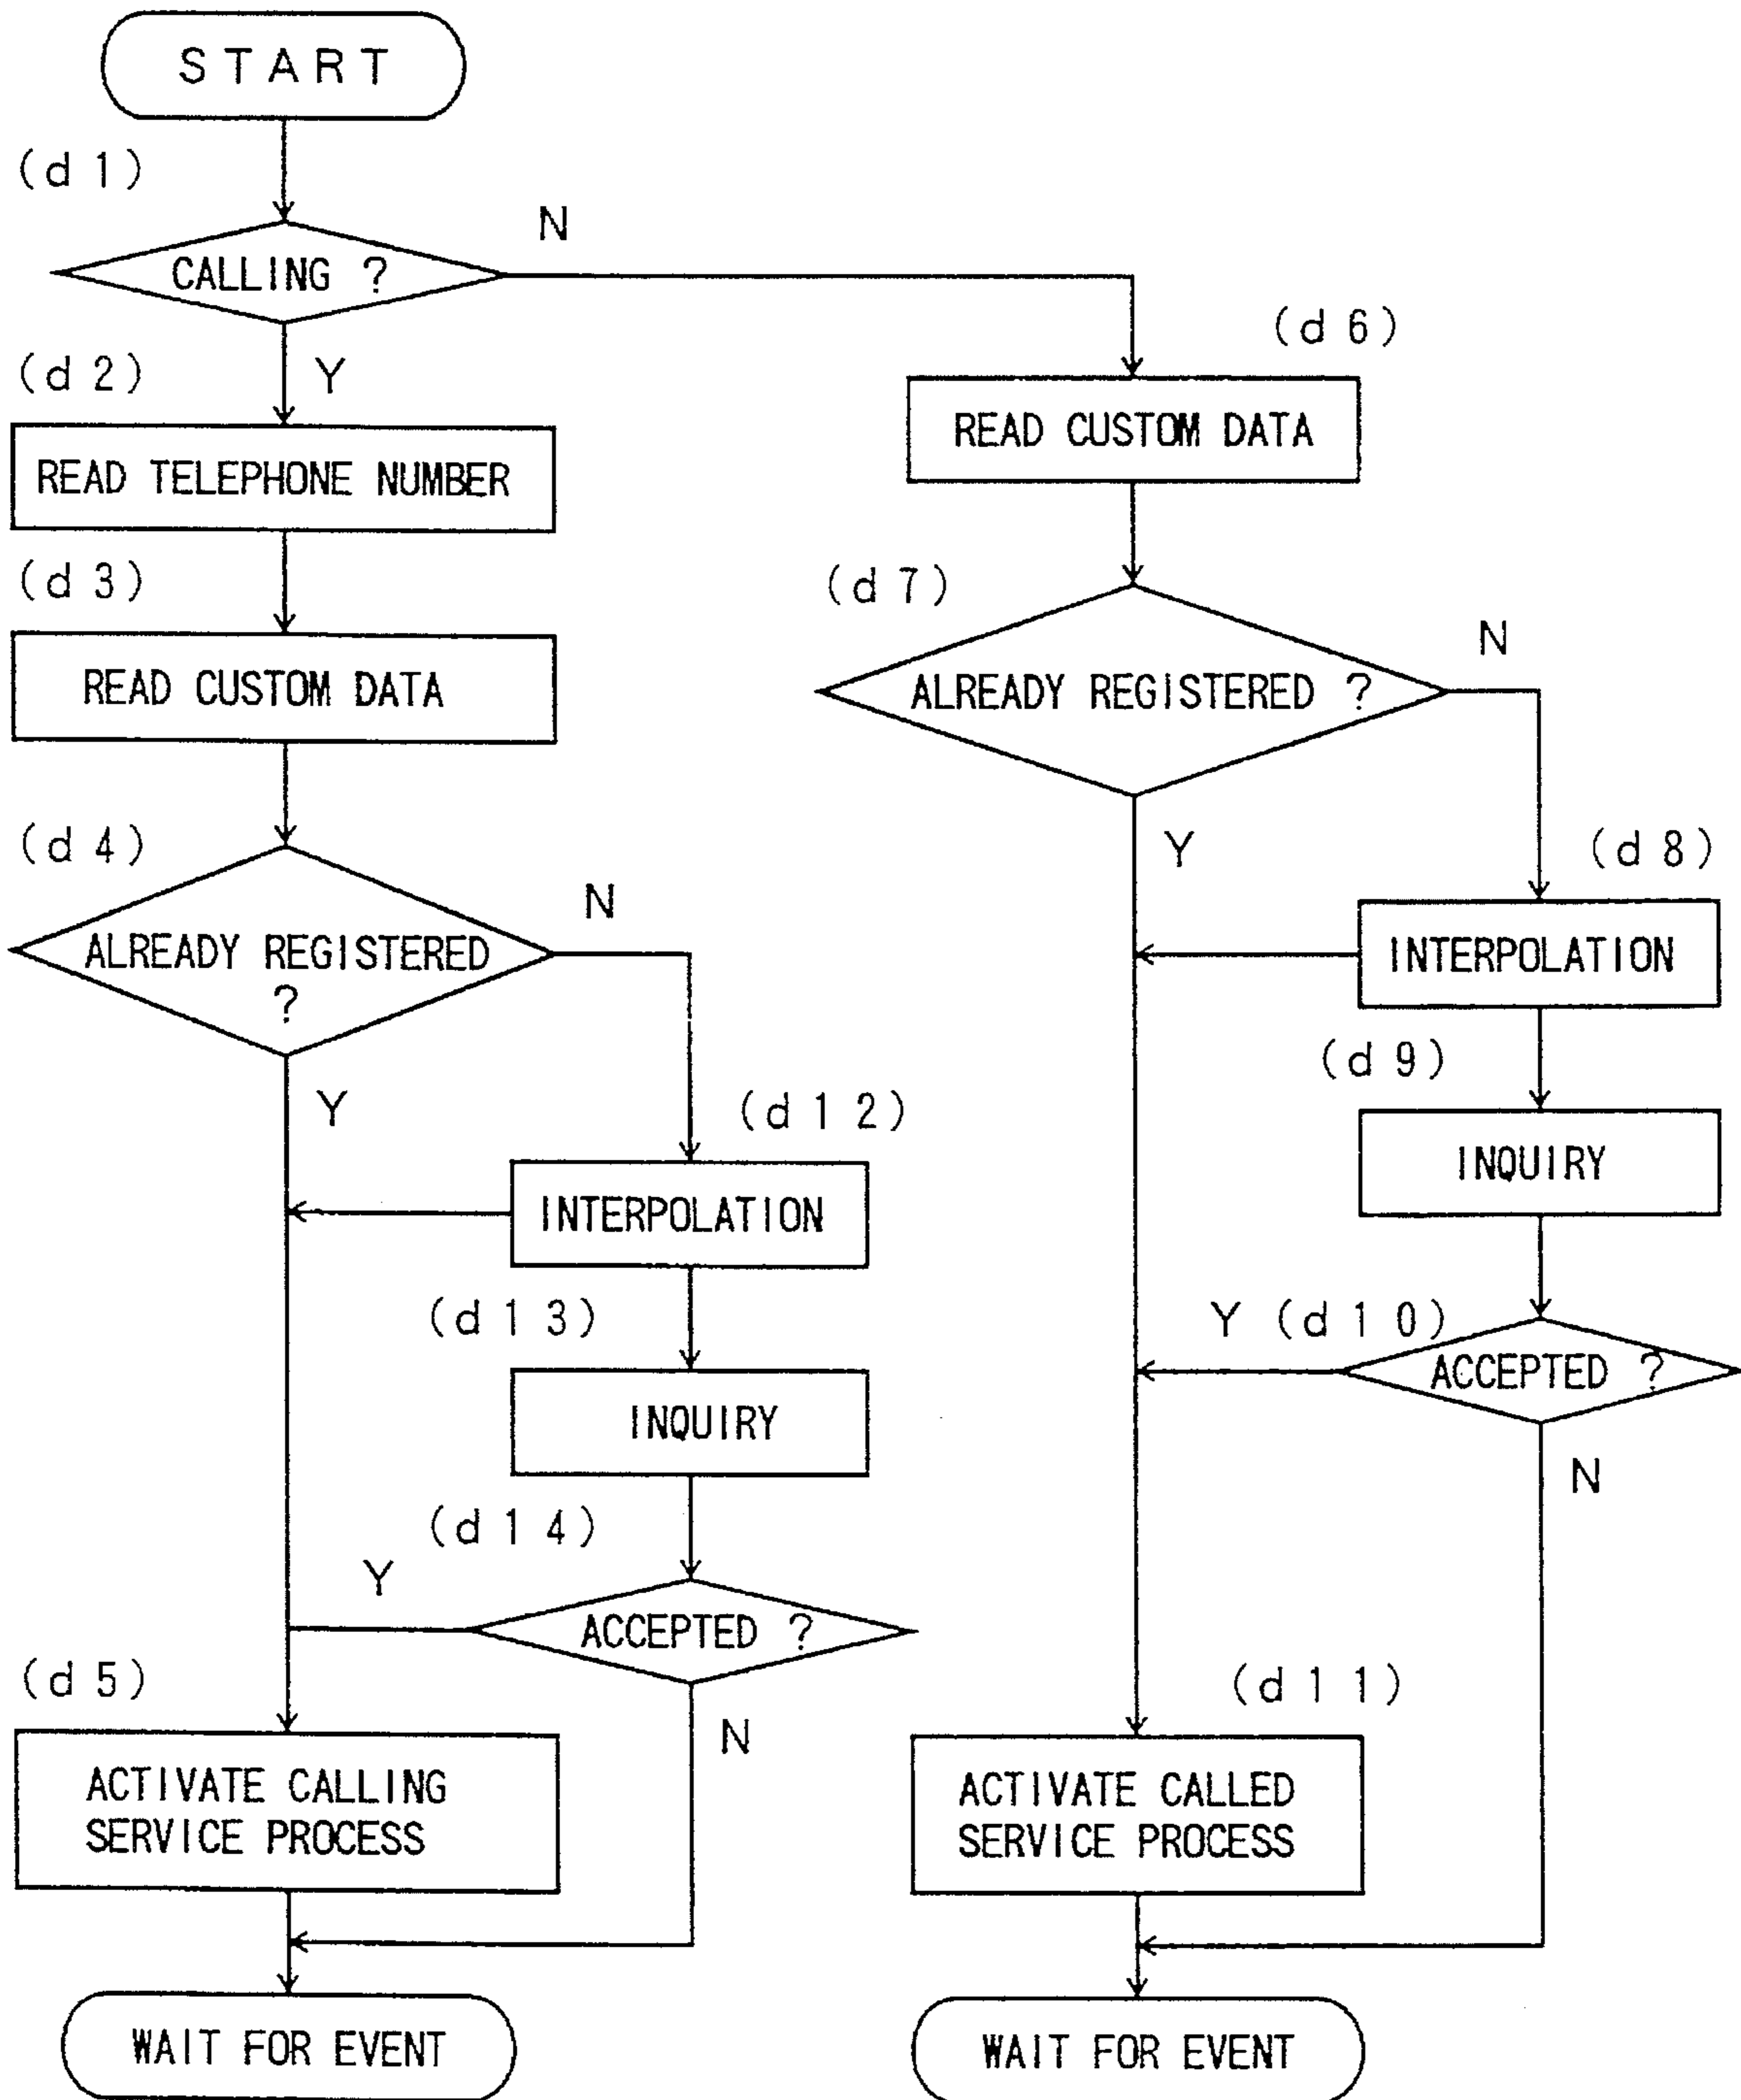 START
(d1)
CALLING ?
N
(d2)
Y
READ TELEPHONE NUMBER
(d3)
READ CUSTOM DATA
(d4)
ALREADY REGISTERED
?
N
Y
(d12)
INTERPOLATION
(d13)
INQUIRY
(d14)
Y
ACCEPTED ?
N
(d5)
ACTIVATE CALLING
SERVICE PROCESS
WAIT FOR EVENT
(d6)
READ CUSTOM DATA
(d7)
ALREADY REGISTERED ?
N
Y
(d8)
INTERPOLATION
(d9)
INQUIRY
Y (d10)
ACCEPTED ?
N
(d11)
ACTIVATE CALLED
SERVICE PROCESS
WAIT FOR EVENT